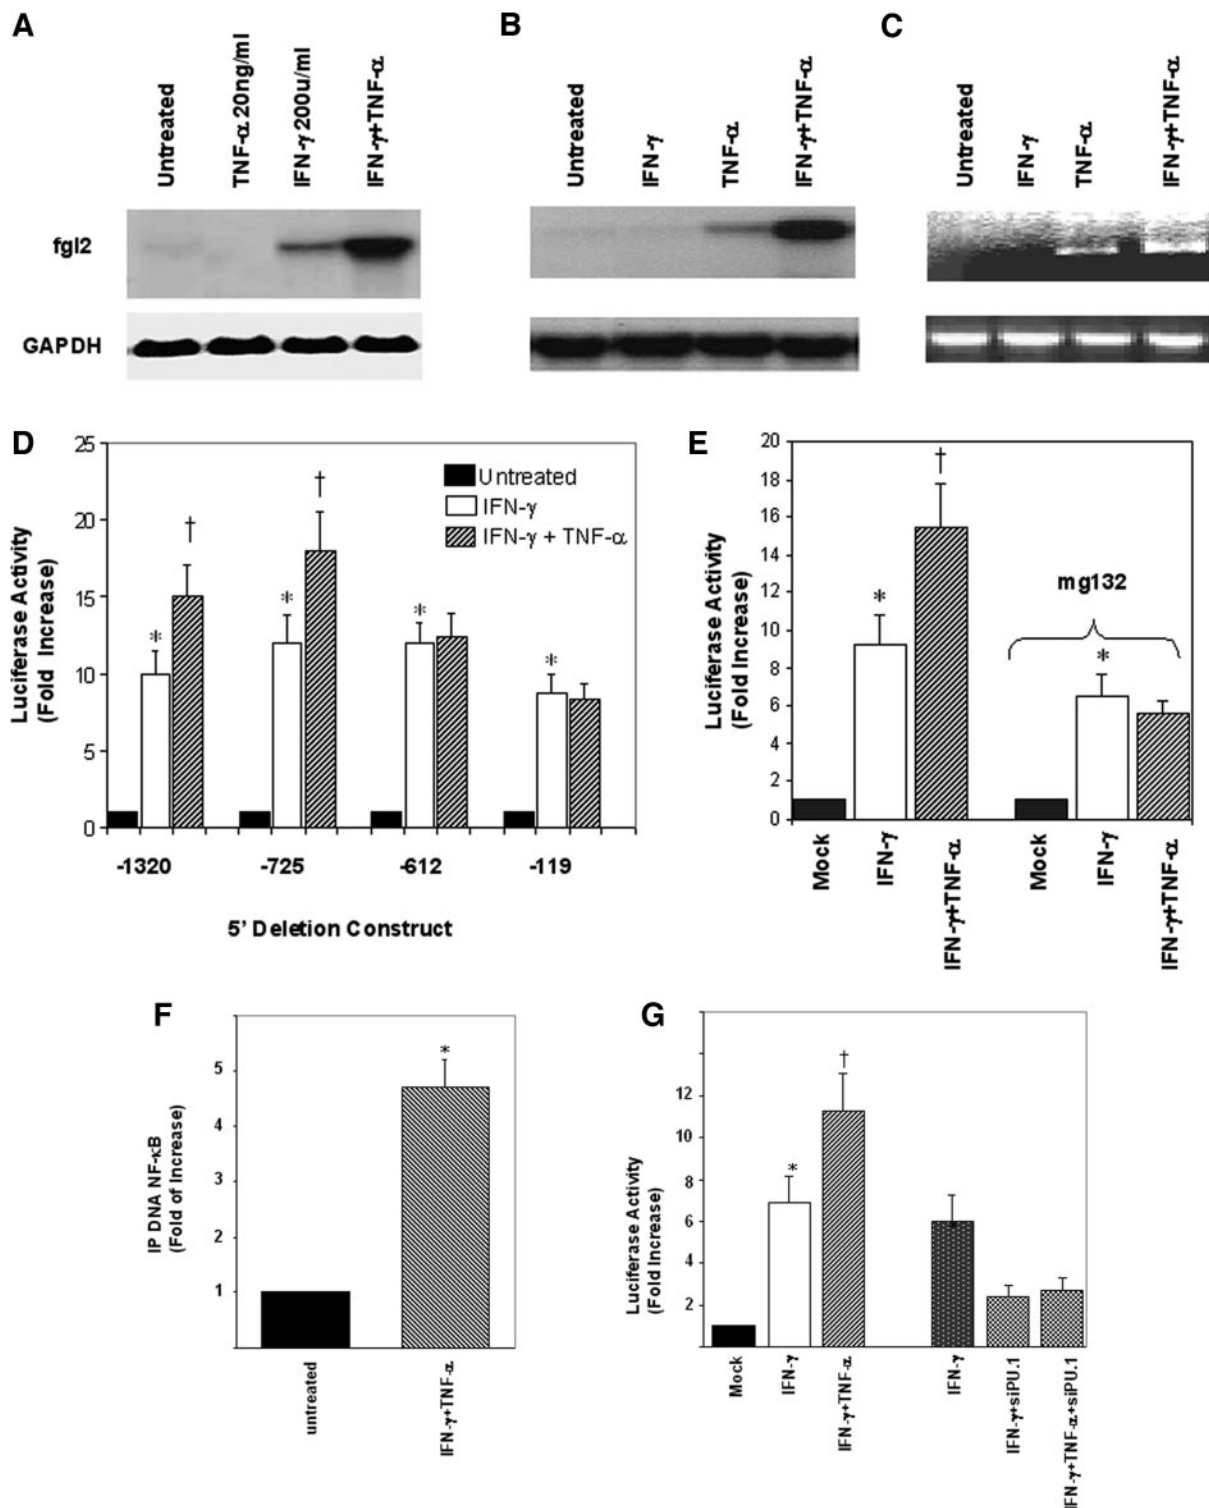 A
Untreated
TNF-α 20ng/ml
IFN-γ 200u/ml
IFN-γ+TNF-α
fgl2
GAPDH
B
Untreated
IFN-γ
TNF-α
IFN-γ+TNF-α
C
Untreated
IFN-γ
TNF-α
IFN-γ+TNF-α
D
Luciferase Activity
(Fold Increase)
25
20
15
10
5
0
Untreated
IFN-γ
IFN-γ + TNF-α
*
†
*
†
*
*
-1320
-725
-612
-119
5' Deletion Construct
E
Luciferase Activity
(Fold Increase)
20
18
16
14
12
10
8
6
4
2
0
*
†
mg132
*
Mock
IFN-γ
IFN-γ+TNF-α
Mock
IFN-γ
IFN-γ+TNF-α
F
IP DNA NF-κB
(Fold of Increase)
5
4
3
2
1
*
untreated
IFN-γ+TNF-α
G
Luciferase Activity
(Fold Increase)
12
10
8
6
4
2
*
†
Mock
IFN-γ
IFN-γ+TNF-α
IFN-γ
IFN-γ+siPU.1
IFN-γ+TNF-α+siPU.1